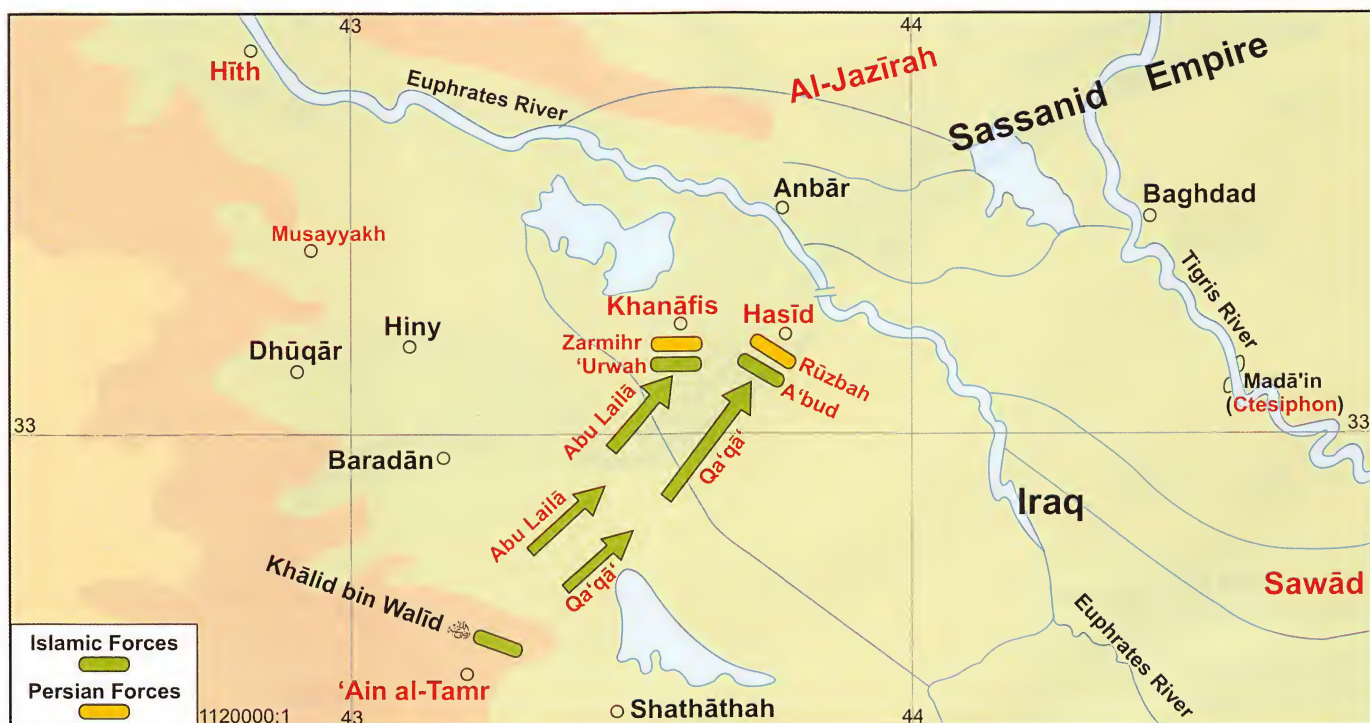 43
44
Hīth
Euphrates River
Al-Jazīrah
Sassanid Empire
Anbār
Baghdad
Musayyakh
Tigris River
Khanāfis
Hasīd
Hiny
Dhūqār
Zarmihr
‘Urwah
Rūzbah
A‘bud
Madā'in
(Ctesiphon)
Abu Lailā
Qa‘qā‘
33
33
Baradān
Iraq
Abu Lailā
Qa‘qā‘
Khālid bin Walīd
Sawād
Euphrates River
Islamic Forces
Persian Forces
‘Ain al-Tamr
Shathāthah
1120000:1
43
44